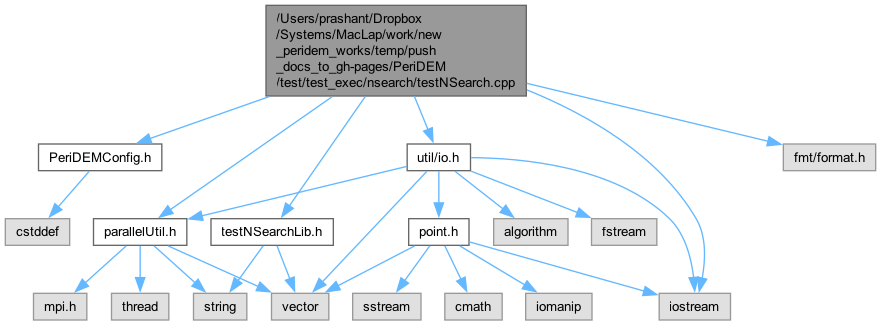 /Users/prashant/Dropbox
/Systems/MacLap/work/new
_peridem_works/temp/push
_docs_to_gh-pages/PeriDEM
/test/test_exec/nsearch/testNSearch.cpp
PeriDEMConfig.h
util/io.h
fmt/format.h
cstddef
parallelUtil.h
testNSearchLib.h
point.h
algorithm
fstream
mpi.h
thread
string
vector
sstream
cmath
iomanip
iostream